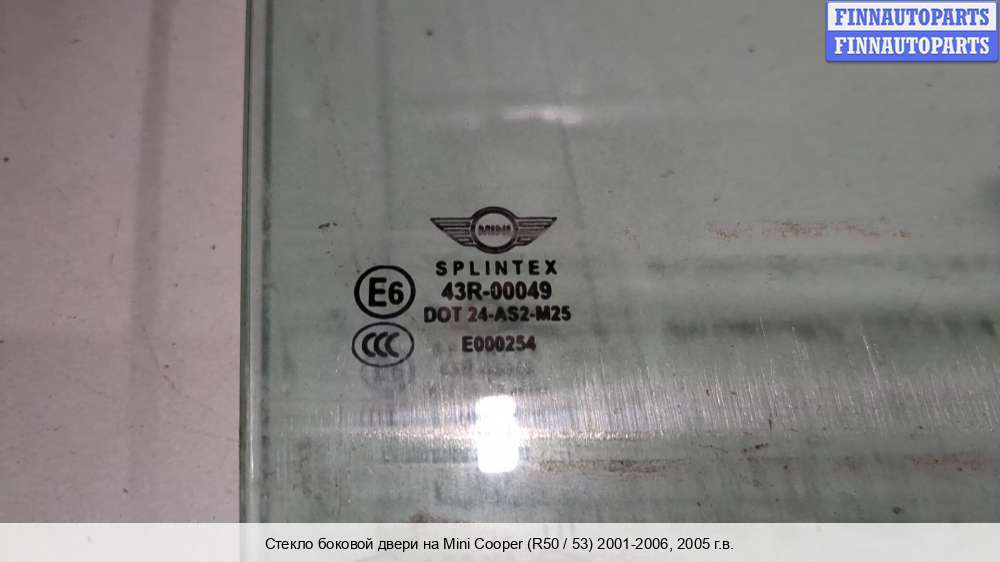 FINNAUTOPARTS
FINNAUTOPARTS
MINI
SPLINTEX
E6
43R-00049
DOT 24-AS2-M25
CCC
E000254
Стекло боковой двери на Mini Cooper (R50 / 53) 2001-2006, 2005 г.в.